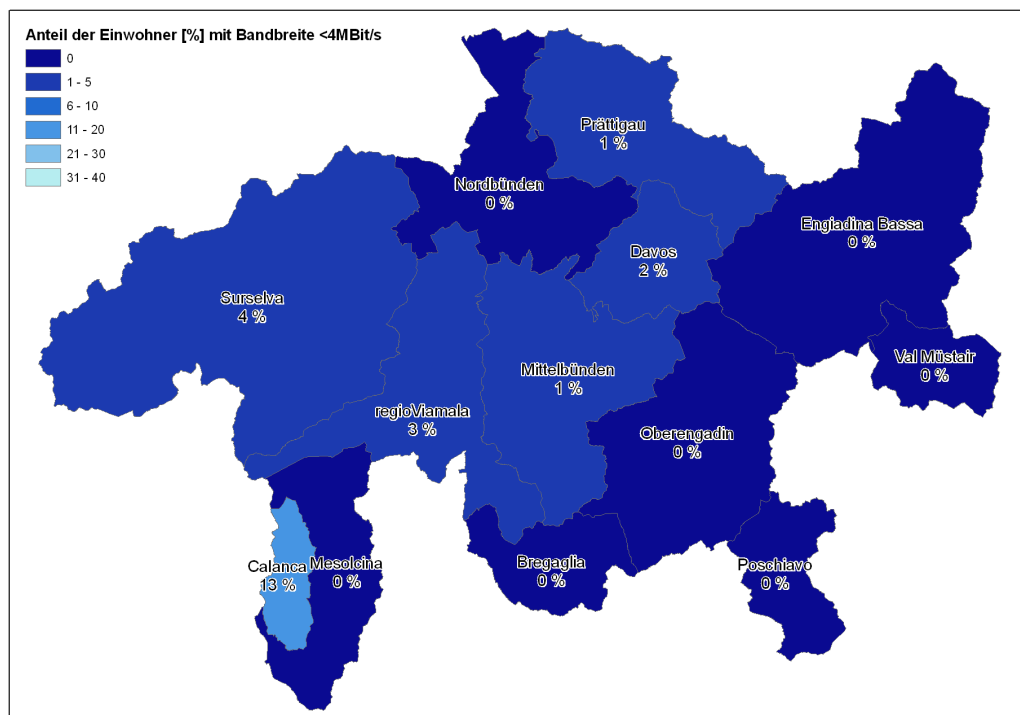 Anteil der Einwohner [%] mit Bandbreite <4MBit/s
0
1 - 5
6 - 10
11 - 20
21 - 30
31 - 40
Prättigau
1 %
Nordbünden
0 %
Engiadina Bassa
0 %
Davos
2 %
Surselva
4 %
Val Müstair
0 %
Mittelbünden
1 %
regioViamala
3 %
Oberengadin
0 %
Calanca
13 %
Mesolcina
0 %
Bregaglia
0 %
Poschiavo
0 %